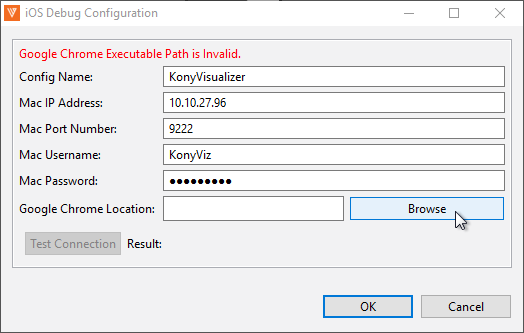 iOS Debug Configuration
Google Chrome Executable Path is Invalid.
Config Name: KonyVisualizer
Mac IP Address: 10.10.27.96
Mac Port Number: 9222
Mac Username: KonyViz
Mac Password: ●●●●●●●●●
Google Chrome Location: Browse
Test Connection Result:
OK Cancel